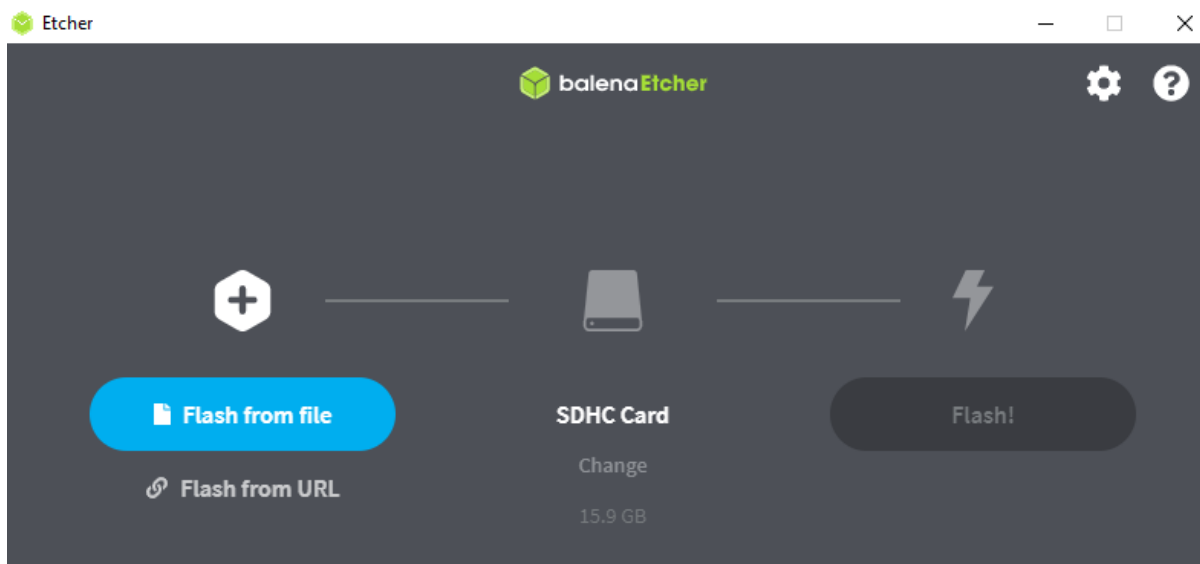 Etcher
balenaEtcher
Flash from file
SDHC Card
Flash!
Change
Flash from URL
15.9 GB